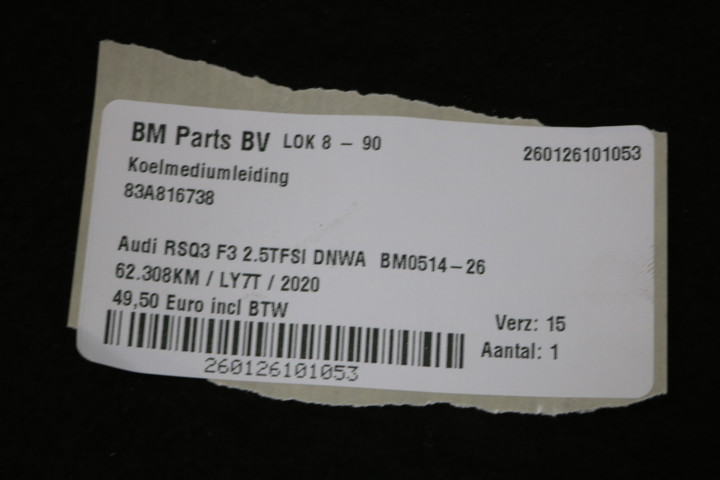 BM Parts BV LOK 8 - 90
260126101053
Koelmediumleiding
83A816738
Audi RSQ3 F3 2.5TFSI DNWA BM0514-26
62.308KM / LY7T / 2020
49,50 Euro incl BTW
Verz: 15
Aantal: 1
260126101053